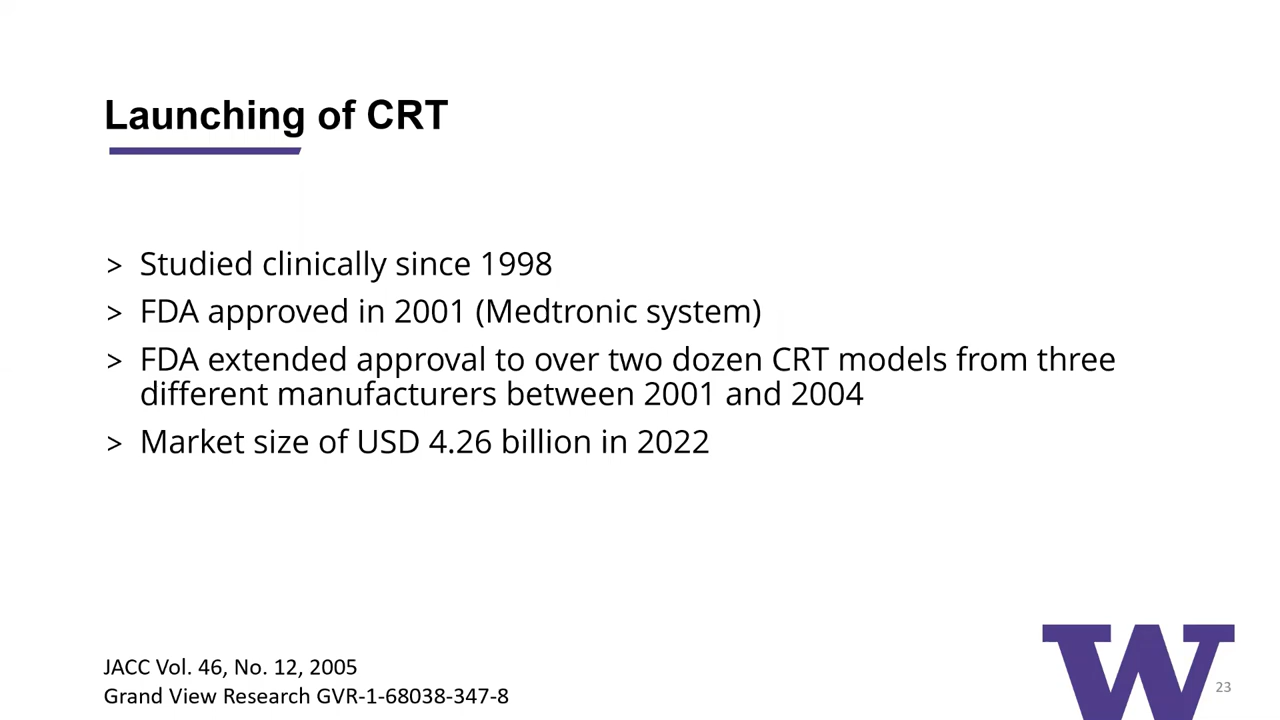 Launching of CRT
> Studied clinically since 1998
> FDA approved in 2001 (Medtronic system)
> FDA extended approval to over two dozen CRT models from three
different manufacturers between 2001 and 2004
> Market size of USD 4.26 billion in 2022
JACC Vol. 46, No. 12, 2005
Grand View Research GVR-1-68038-347-8
W
23